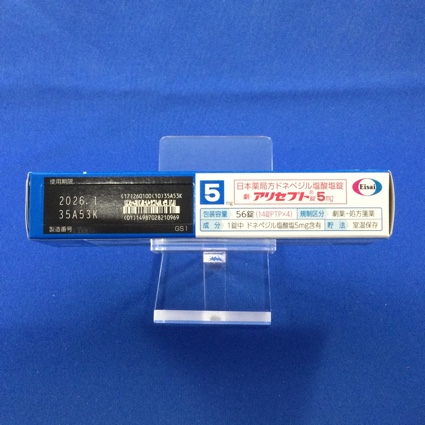 使用期限
2026.1
35A53K
製造番号
(17)260100(10)35A53K
(01)14987028210969
GS1
5mg
日本薬局方ドネペジル塩酸塩錠
劇 アリセプト®錠5mg
Eisai
包装容量 56錠(14錠PTP×4) 規制区分 劇薬・処方箋薬
成分 1錠中 ドネペジル塩酸塩5mg含有 貯法 室温保存